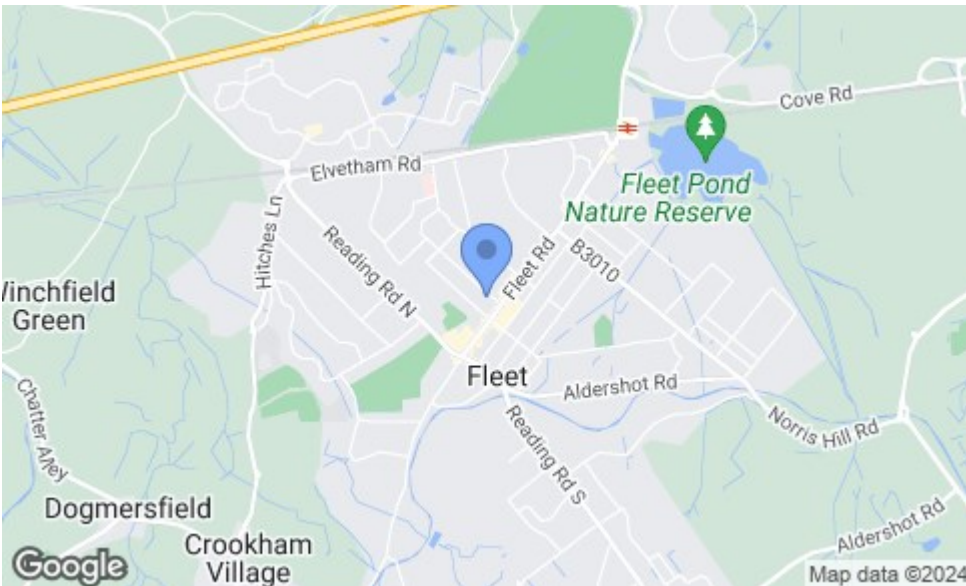 Cove Rd
Elvetham Rd
Fleet Pond
Nature Reserve
Hitches Ln
Reading Rd N
Fleet Rd
B3010
Winchfield
Green
Fleet
Aldershot Rd
Chatter Alley
Reading Rd S
Norris Hill Rd
Dogmersfield
Aldershot Rd
Crookham
Village
Google
Map data ©2024